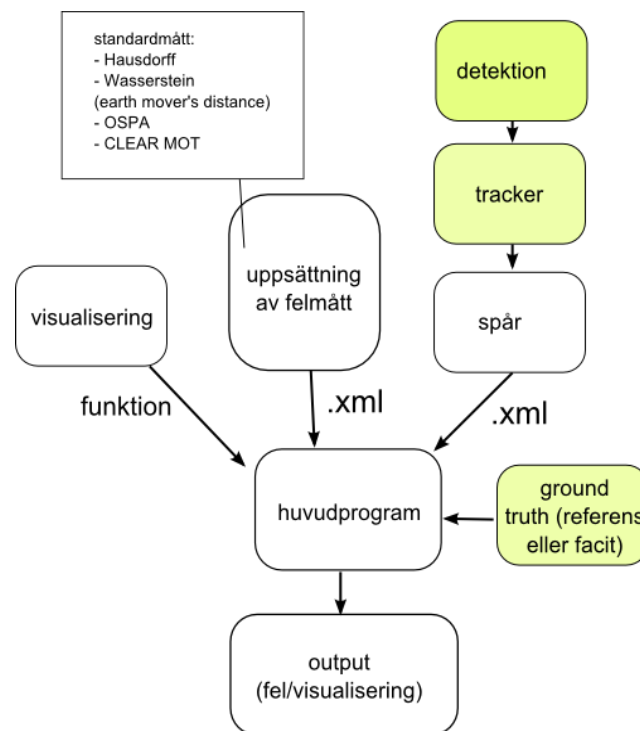 standardmått:
- Hausdorff
- Wasserstein
(earth mover's distance)
- OSPA
- CLEAR MOT
detektion
tracker
uppsättning
av felmått
visualisering
spår
funktion
.xml
.xml
huvudprogram
ground
truth (referens
eller facit)
output
(fel/visualisering)